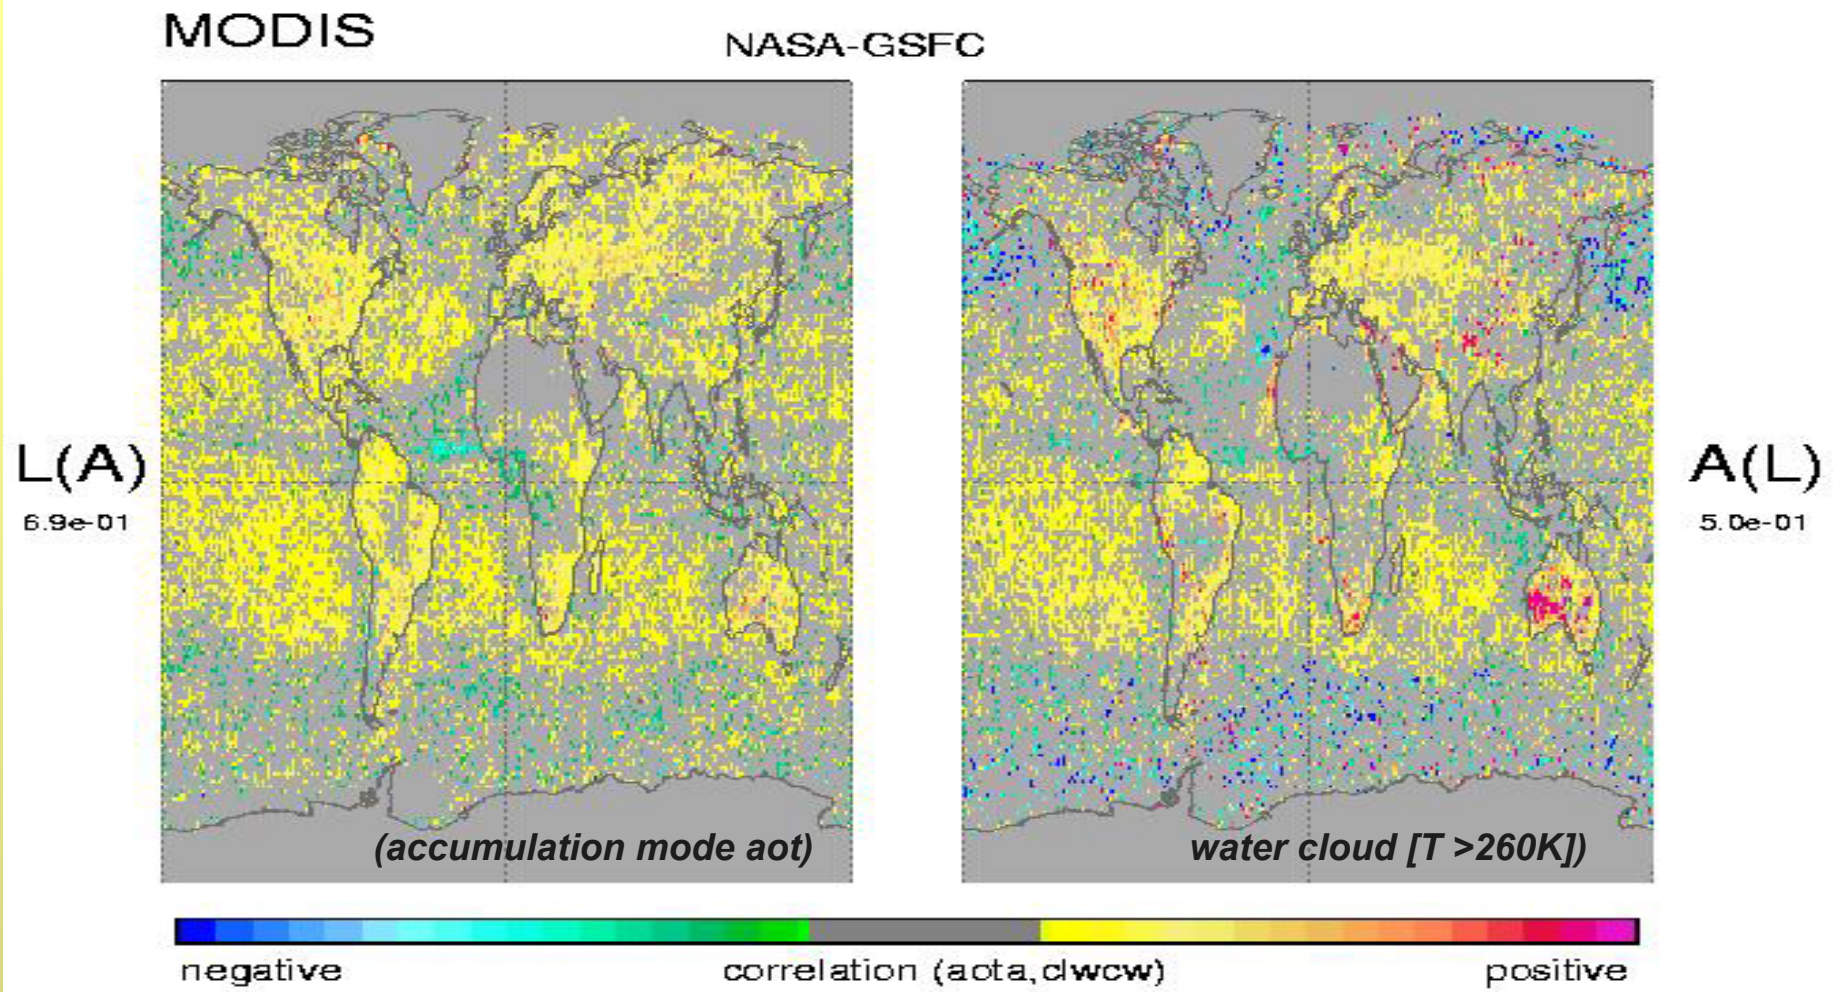 MODIS
NASA-GSFC
L(A)
6.9e-01
A(L)
5.0e-01
(accumulation mode aot)
water cloud [T >260K])
negative
correlation (aota,clwcw)
positive